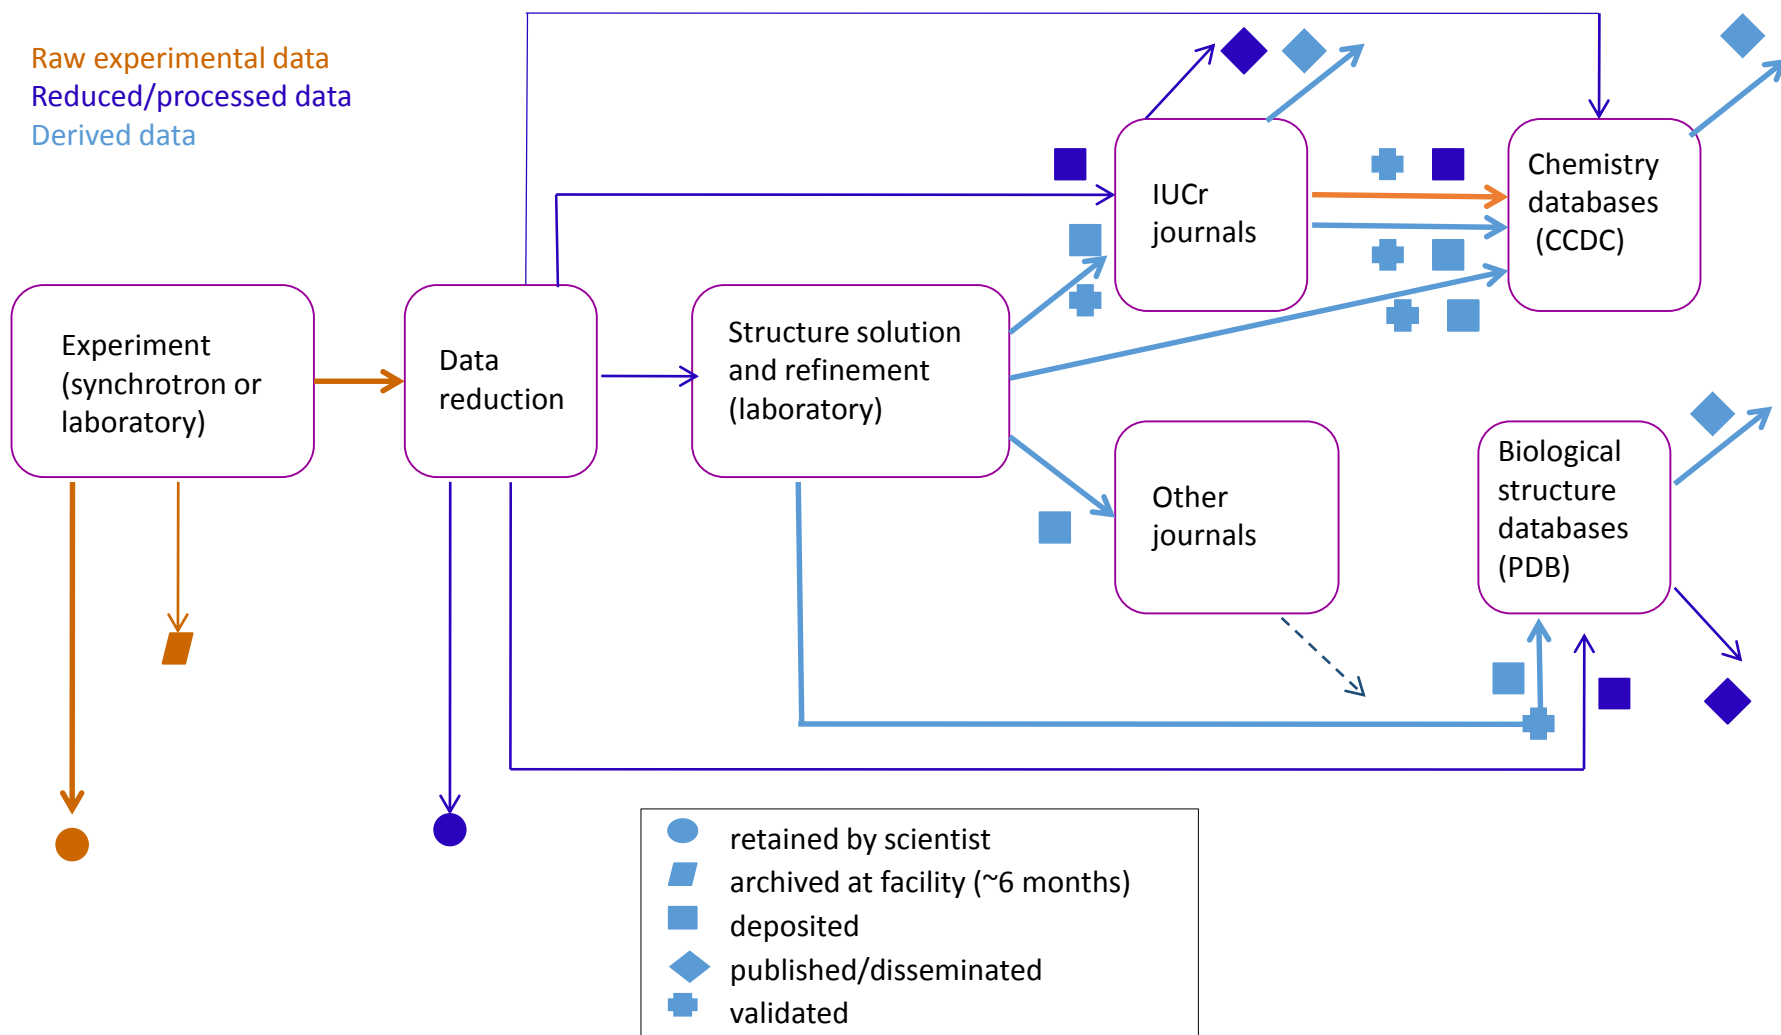 Raw experimental data
Reduced/processed data
Derived data
IUCr
journals
Chemistry
databases
(CCDC)
Experiment
(synchrotron or
laboratory)
Data
reduction
Structure solution
and refinement
(laboratory)
Other
journals
Biological
structure
databases
(PDB)
retained by scientist
archived at facility (~6 months)
deposited
published/disseminated
validated